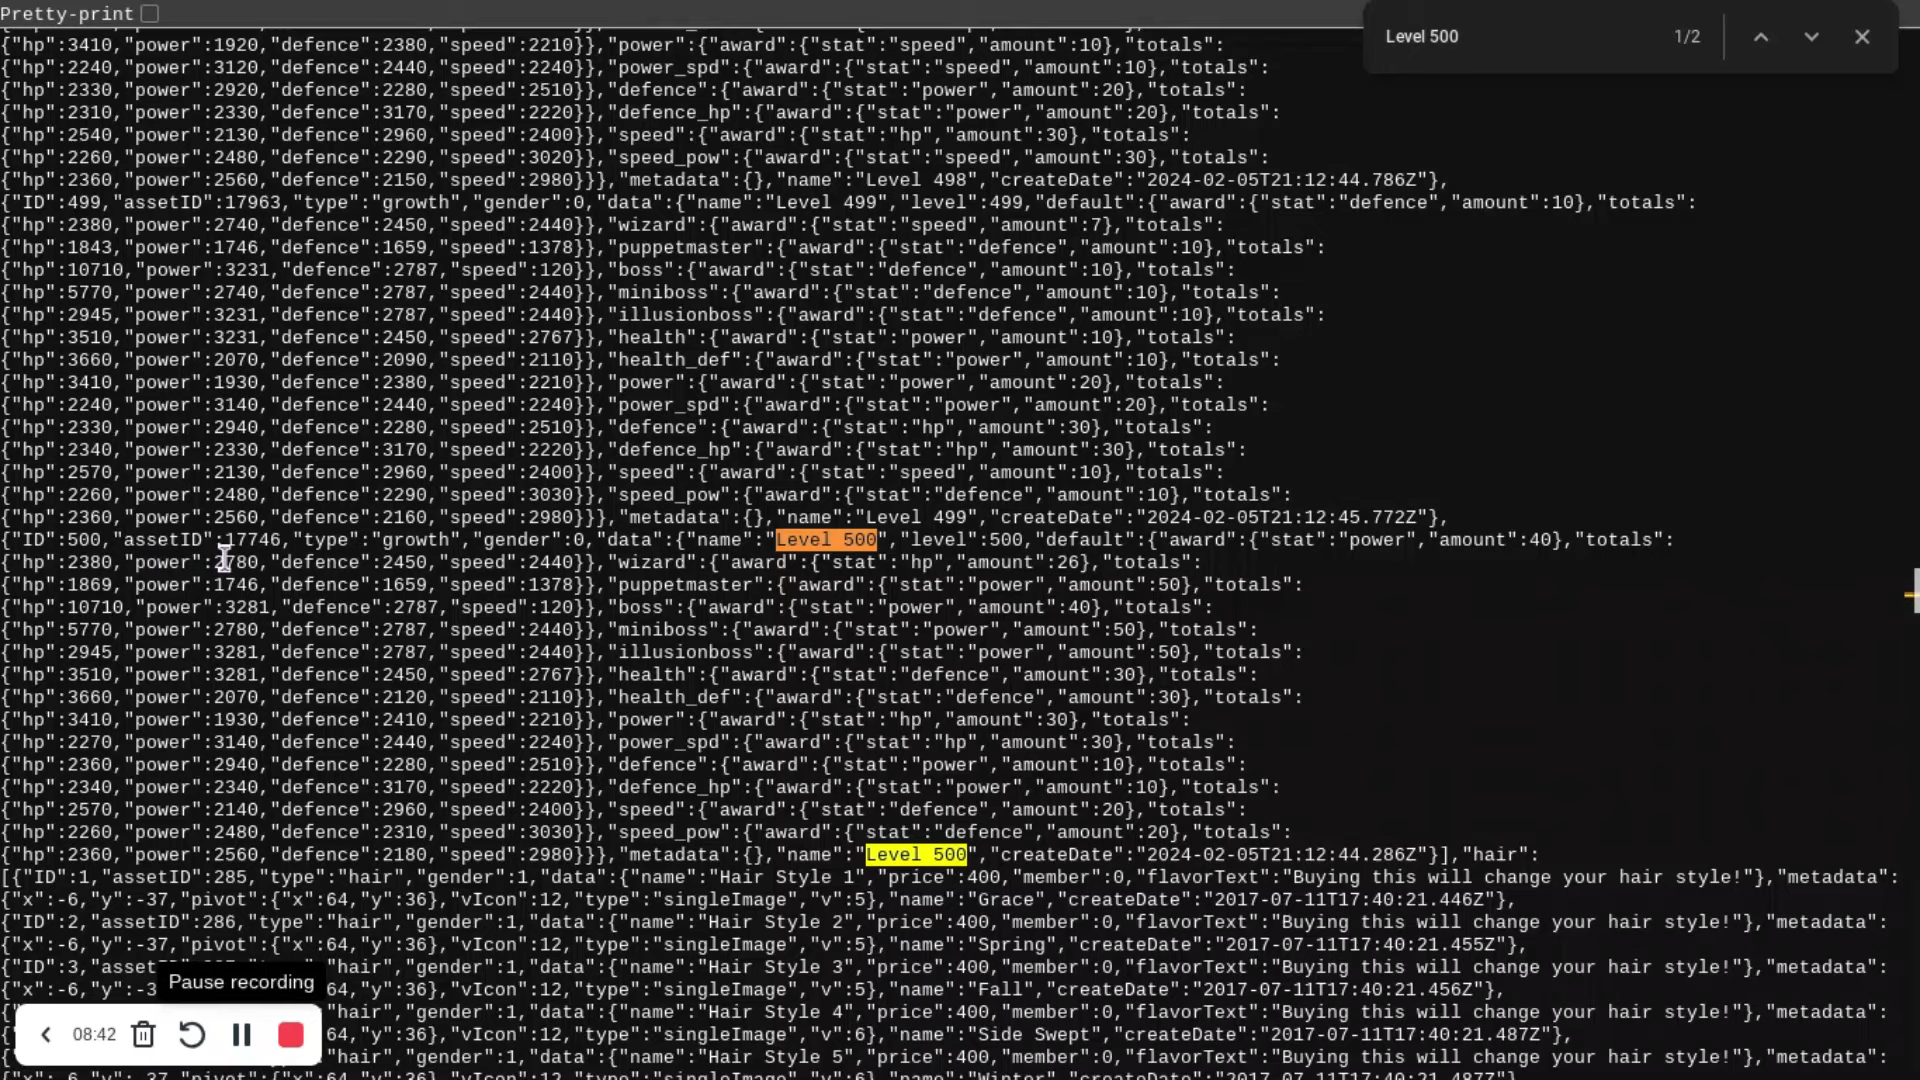 Pretty-print
Level 500
1/2
{"hp":3410,"power":1920,"defence":2380,"speed":2210}},"power":{"award":{"stat":"speed","amount":10},"totals":
{"hp":2240,"power":3120,"defence":2440,"speed":2240}},"power_spd":{"award":{"stat":"speed","amount":10},"totals":
{"hp":2330,"power":2920,"defence":2280,"speed":2510}},"defence":{"award":{"stat":"power","amount":20},"totals":
{"hp":2310,"power":2330,"defence":3170,"speed":2220}},"defence_hp":{"award":{"stat":"power","amount":20},"totals":
{"hp":2540,"power":2130,"defence":2960,"speed":2400}},"speed":{"award":{"stat":"hp","amount":30},"totals":
{"hp":2260,"power":2480,"defence":2290,"speed":3020}},"speed_pow":{"award":{"stat":"speed","amount":30},"totals":
{"hp":2360,"power":2560,"defence":2150,"speed":2980}}},"metadata":{},"name":"Level 498","createDate":"2024-02-05T21:12:44.786Z"},
{"ID":499,"assetID":17963,"type":"growth","gender":0,"data":{"name":"Level 499","level":499,"default":{"award":{"stat":"defence","amount":10},"totals":
{"hp":2380,"power":2740,"defence":2450,"speed":2440}},"wizard":{"award":{"stat":"speed","amount":7},"totals":
{"hp":1843,"power":1746,"defence":1659,"speed":1378}},"puppetmaster":{"award":{"stat":"defence","amount":10},"totals":
{"hp":10710,"power":3231,"defence":2787,"speed":120}},"boss":{"award":{"stat":"defence","amount":10},"totals":
{"hp":5770,"power":2740,"defence":2787,"speed":2440}},"miniboss":{"award":{"stat":"defence","amount":10},"totals":
{"hp":2945,"power":3231,"defence":2787,"speed":2440}},"illusionboss":{"award":{"stat":"defence","amount":10},"totals":
{"hp":3510,"power":3231,"defence":2450,"speed":2767}},"health":{"award":{"stat":"power","amount":10},"totals":
{"hp":3660,"power":2070,"defence":2090,"speed":2110}},"health_def":{"award":{"stat":"power","amount":10},"totals":
{"hp":3410,"power":1930,"defence":2380,"speed":2210}},"power":{"award":{"stat":"power","amount":20},"totals":
{"hp":2240,"power":3140,"defence":2440,"speed":2240}},"power_spd":{"award":{"stat":"power","amount":20},"totals":
{"hp":2330,"power":2940,"defence":2280,"speed":2510}},"defence":{"award":{"stat":"hp","amount":30},"totals":
{"hp":2340,"power":2330,"defence":3170,"speed":2220}},"defence_hp":{"award":{"stat":"hp","amount":30},"totals":
{"hp":2570,"power":2130,"defence":2960,"speed":2400}},"speed":{"award":{"stat":"speed","amount":10},"totals":
{"hp":2260,"power":2480,"defence":2290,"speed":3030}},"speed_pow":{"award":{"stat":"defence","amount":10},"totals":
{"hp":2360,"power":2560,"defence":2160,"speed":2980}}},"metadata":{},"name":"Level 499","createDate":"2024-02-05T21:12:45.772Z"},
{"ID":500,"assetID":17746,"type":"growth","gender":0,"data":{"name":"Level 500","level":500,"default":{"award":{"stat":"power","amount":40},"totals":
{"hp":2380,"power":2780,"defence":2450,"speed":2440}},"wizard":{"award":{"stat":"hp","amount":26},"totals":
{"hp":1869,"power":1746,"defence":1659,"speed":1378}},"puppetmaster":{"award":{"stat":"power","amount":50},"totals":
{"hp":10710,"power":3281,"defence":2787,"speed":120}},"boss":{"award":{"stat":"power","amount":40},"totals":
{"hp":5770,"power":2780,"defence":2787,"speed":2440}},"miniboss":{"award":{"stat":"power","amount":50},"totals":
{"hp":2945,"power":3281,"defence":2787,"speed":2440}},"illusionboss":{"award":{"stat":"power","amount":50},"totals":
{"hp":3510,"power":3281,"defence":2450,"speed":2767}},"health":{"award":{"stat":"defence","amount":30},"totals":
{"hp":3660,"power":2070,"defence":2120,"speed":2110}},"health_def":{"award":{"stat":"defence","amount":30},"totals":
{"hp":3410,"power":1930,"defence":2410,"speed":2210}},"power":{"award":{"stat":"hp","amount":30},"totals":
{"hp":2270,"power":3140,"defence":2440,"speed":2240}},"power_spd":{"award":{"stat":"hp","amount":30},"totals":
{"hp":2360,"power":2940,"defence":2280,"speed":2510}},"defence":{"award":{"stat":"power","amount":10},"totals":
{"hp":2340,"power":2340,"defence":3170,"speed":2220}},"defence_hp":{"award":{"stat":"power","amount":10},"totals":
{"hp":2570,"power":2140,"defence":2960,"speed":2400}},"speed":{"award":{"stat":"defence","amount":20},"totals":
{"hp":2260,"power":2480,"defence":2310,"speed":3030}},"speed_pow":{"award":{"stat":"defence","amount":20},"totals":
{"hp":2360,"power":2560,"defence":2180,"speed":2980}}},"metadata":{},"name":"Level 500","createDate":"2024-02-05T21:12:44.286Z"}],"hair":
[{"ID":1,"assetID":285,"type":"hair","gender":1,"data":{"name":"Hair Style 1","price":400,"member":0,"flavorText":"Buying this will change your hair style!"},"metadata":
{"x":-6,"y":-37,"pivot":{"x":64,"y":36},"vIcon":12,"type":"singleImage","v":5},"name":"Grace","createDate":"2017-07-11T17:40:21.446Z"},
{"ID":2,"assetID":286,"type":"hair","gender":1,"data":{"name":"Hair Style 2","price":400,"member":0,"flavorText":"Buying this will change your hair style!"},"metadata":
{"x":-6,"y":-37,"pivot":{"x":64,"y":36},"vIcon":12,"type":"singleImage","v":5},"name":"Spring","createDate":"2017-07-11T17:40:21.455Z"},
{"ID":3,"asset "hair","gender":1,"data":{"name":"Hair Style 3","price":400,"member":0,"flavorText":"Buying this will change your hair style!"},"metadata":
{"x":-6,"y":-3 64,"y":36},"vIcon":12,"type":"singleImage","v":5},"name":"Fall","createDate":"2017-07-11T17:40:21.456Z"},
"hair","gender":1,"data":{"name":"Hair Style 4","price":400,"member":0,"flavorText":"Buying this will change your hair style!"},"metadata":
64,"y":36},"vIcon":12,"type":"singleImage","v":6},"name":"Side Swept","createDate":"2017-07-11T17:40:21.487Z"},
"hair","gender":1,"data":{"name":"Hair Style 5","price":400,"member":0,"flavorText":"Buying this will change your hair style!"},"metadata":
{"x":-6,"y":-37,"pivot":{"x":64,"y":36},"vIcon":12,"type":"singleImage","v":6},"name":"Winter","createDate":"2017-07-11T17:40:21.487Z"},
Pause recording
08:42